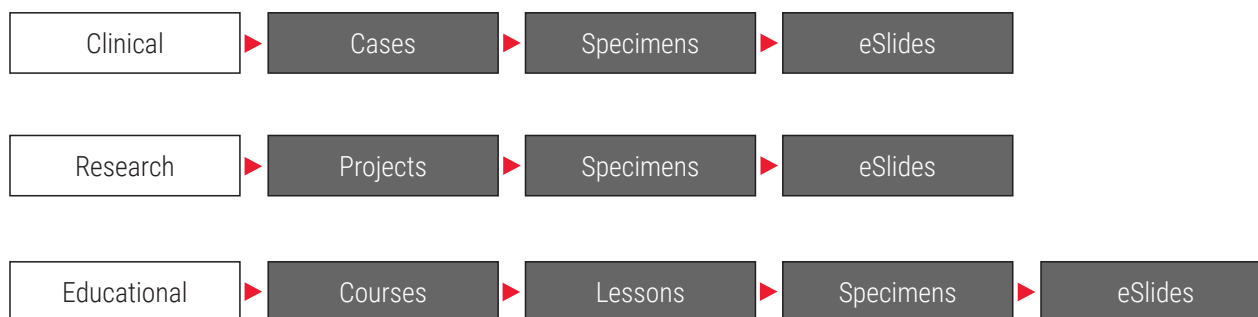 Clinical Cases Specimens eSlides
Research Projects Specimens eSlides
Educational Courses Lessons Specimens eSlides